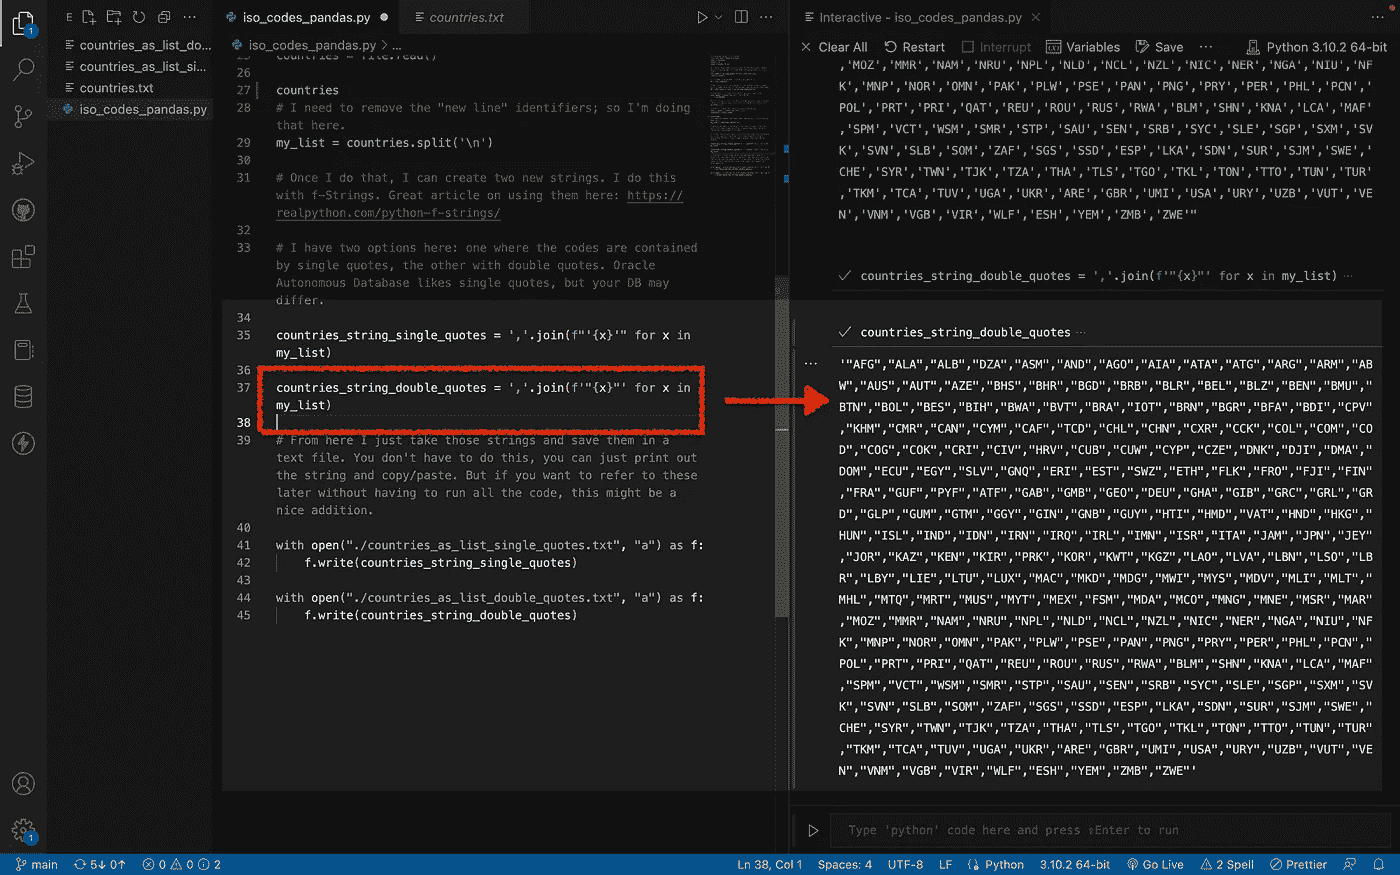 1
E
countries_as_list_do...
countries_as_list_si...
countries.txt
iso_codes_pandas.py
1
iso_codes_pandas.py
countries.txt
iso_codes_pandas.py > ...
26
27 countries
28 # I need to remove the "new line" identifiers; so I'm doing
that here.
29 my_list = countries.split('\n')
30
31 # Once I do that, I can create two new strings. I do this
with f-Strings. Great article on using them here: https://
realpython.com/python-f-strings/
32
33 # I have two options here: one where the codes are contained
by single quotes, the other with double quotes. Oracle
Autonomous Database likes single quotes, but your DB may
differ.
34
35 countries_string_single_quotes = ','.join(f"'{x}'" for x in
my_list)
36
37 countries_string_double_quotes = ','.join(f'"{x}"' for x in
my_list)
38
39 # From here I just take those strings and save them in a
text file. You don't have to do this, you can just print out
the string and copy/paste. But if you want to refer to these
later without having to run all the code, this might be a
nice addition.
40
41 with open("./countries_as_list_single_quotes.txt", "a") as f:
42 f.write(countries_string_single_quotes)
43
44 with open("./countries_as_list_double_quotes.txt", "a") as f:
45 f.write(countries_string_double_quotes)
Interactive - iso_codes_pandas.py
Clear All Restart Interrupt Variables Save ... Python 3.10.2 64-bit
,'MOZ','MMR','NAM','NRU','NPL','NLD','NCL','NZL','NIC','NER','NGA','NIU','NF
K','MNP','NOR','OMN','PAK','PLW','PSE','PAN','PNG','PRY','PER','PHL','PCN','
POL','PRT','PRI','QAT','REU','ROU','RUS','RWA','BLM','SHN','KNA','LCA','MAF'
,'SPM','VCT','WSM','SMR','STP','SAU','SEN','SRB','SYC','SLE','SGP','SXM','SV
K','SVN','SLB','SOM','ZAF','SGS','SSD','ESP','LKA','SDN','SUR','SJM','SWE','
CHE','SYR','TWN','TJK','TZA','THA','TLS','TGO','TKL','TON','TTO','TUN','TUR'
,'TKM','TCA','TUV','UGA','UKR','ARE','GBR','UMI','USA','URY','UZB','VUT','VE
N','VNM','VGB','VIR','WLF','ESH','YEM','ZMB','ZWE'"
countries_string_double_quotes = ','.join(f'"{x}"' for x in my_list) ...
countries_string_double_quotes ...
'"AFG","ALA","ALB","DZA","ASM","AND","AGO","AIA","ATA","ATG","ARG","ARM","AB
W","AUS","AUT","AZE","BHS","BHR","BGD","BRB","BLR","BEL","BLZ","BEN","BMU","
BTN","BOL","BES","BIH","BWA","BVT","BRA","IOT","BRN","BGR","BFA","BDI","CPV"
,"KHM","CMR","CAN","CYM","CAF","TCD","CHL","CHN","CXR","CCK","COL","COM","CO
D","COG","COK","CRI","CIV","HRV","CUB","CUW","CYP","CZE","DNK","DJI","DMA","
DOM","ECU","EGY","SLV","GNQ","ERI","EST","SWZ","ETH","FLK","FRO","FJI","FIN"
,"FRA","GUF","PYF","ATF","GAB","GMB","GEO","DEU","GHA","GIB","GRC","GRL","GR
D","GLP","GUM","GTM","GGY","GIN","GNB","GUY","HTI","HMD","VAT","HND","HKG","
HUN","ISL","IND","IDN","IRN","IRQ","IRL","IMN","ISR","ITA","JAM","JPN","JEY"
,"JOR","KAZ","KEN","KIR","PRK","KOR","KWT","KGZ","LAO","LVA","LBN","LSO","LB
R","LBY","LIE","LTU","LUX","MAC","MKD","MDG","MWI","MYS","MDV","MLI","MLT","
MHL","MTQ","MRT","MUS","MYT","MEX","FSM","MDA","MCO","MNG","MNE","MSR","MAR"
,"MOZ","MMR","NAM","NRU","NPL","NLD","NCL","NZL","NIC","NER","NGA","NIU","NF
K","MNP","NOR","OMN","PAK","PLW","PSE","PAN","PNG","PRY","PER","PHL","PCN","
POL","PRT","PRI","QAT","REU","ROU","RUS","RWA","BLM","SHN","KNA","LCA","MAF"
,"SPM","VCT","WSM","SMR","STP","SAU","SEN","SRB","SYC","SLE","SGP","SXM","SV
K","SVN","SLB","SOM","ZAF","SGS","SSD","ESP","LKA","SDN","SUR","SJM","SWE","
CHE","SYR","TWN","TJK","TZA","THA","TLS","TGO","TKL","TON","TTO","TUN","TUR"
,"TKM","TCA","TUV","UGA","UKR","ARE","GBR","UMI","USA","URY","UZB","VUT","VE
N","VNM","VGB","VIR","WLF","ESH","YEM","ZMB","ZWE"'
Type 'python' code here and press ⇧Enter to run
main 5↓ 0↑ 0 0 2 Ln 38, Col 1 Spaces: 4 UTF-8 LF Python 3.10.2 64-bit Go Live 2 Spell Prettier